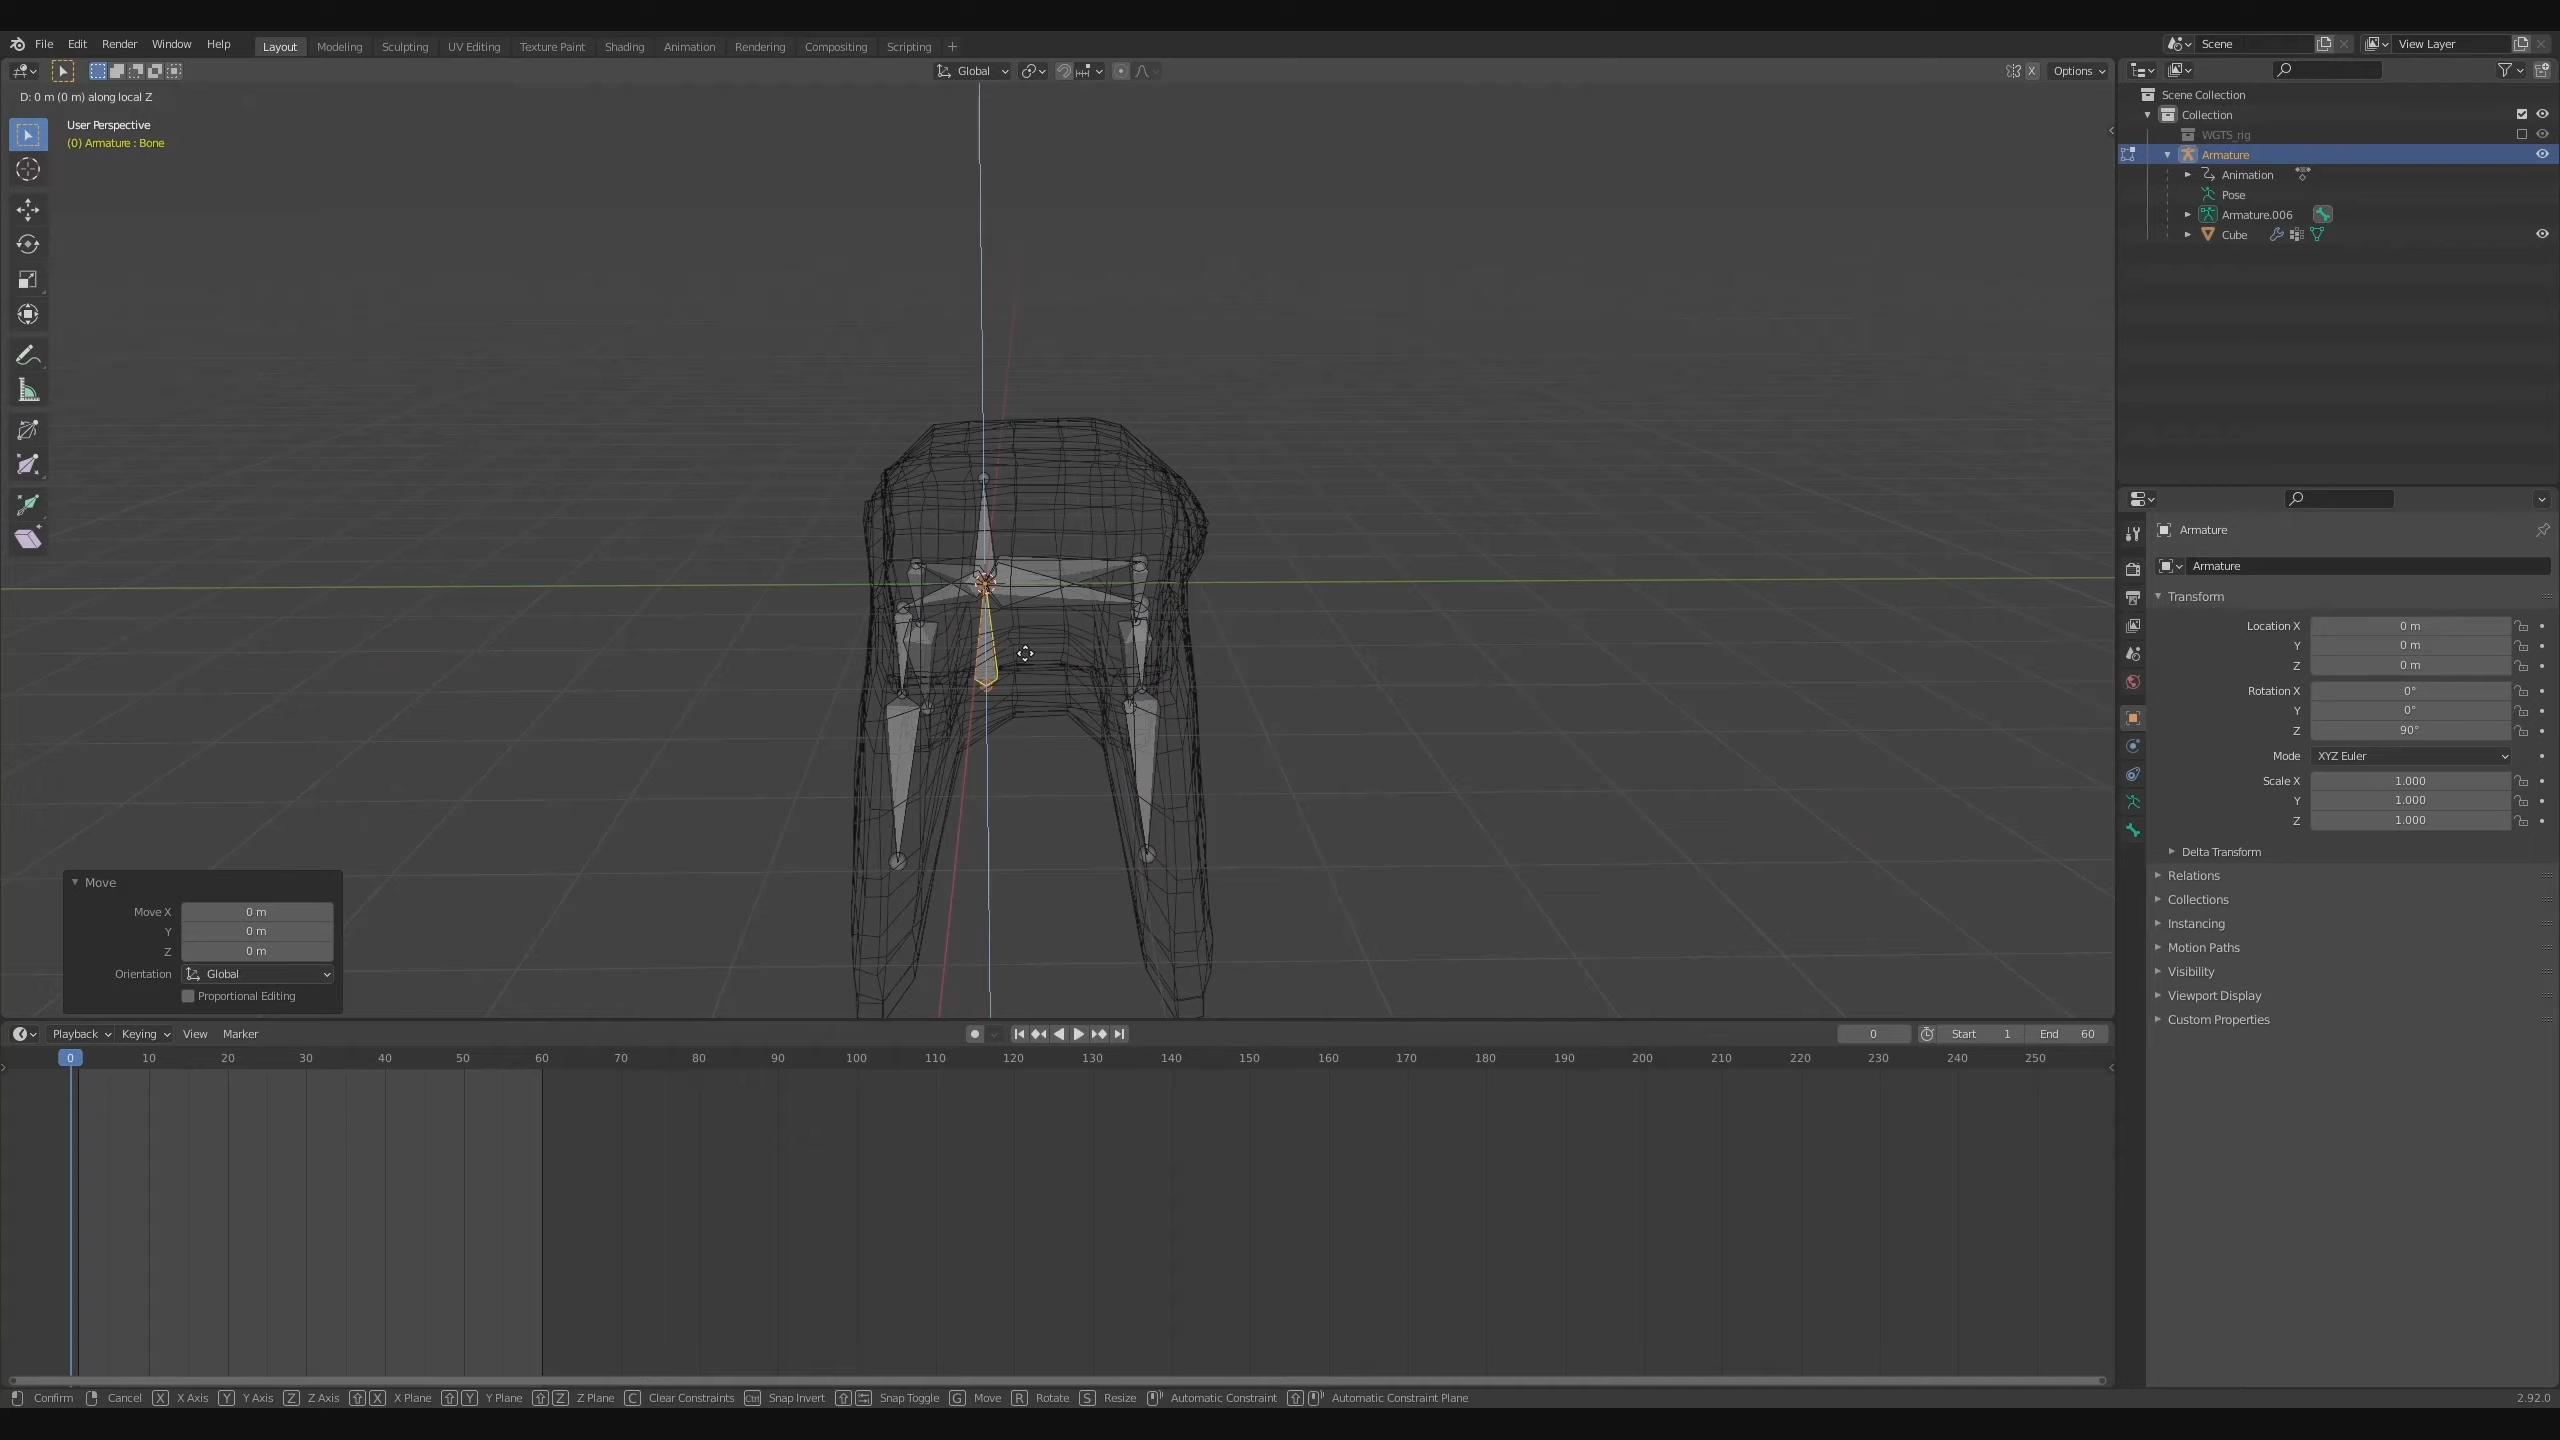 File Edit Render Window Help Layout Modeling Sculpting UV Editing Texture Paint Shading Animation Rendering Compositing Scripting + Scene View Layer
Global X Options
D: 0 m (0 m) along local Z
User Perspective
(0) Armature : Bone
Scene Collection
Collection
WGTS_rig
Armature
Animation
Pose
Armature.006
Cube
Armature
Armature
Transform
Location X 0 m
Y 0 m
Z 0 m
Rotation X 0°
Y 0°
Z 90°
Mode XYZ Euler
Scale X 1.000
Y 1.000
Z 1.000
Delta Transform
Relations
Collections
Instancing
Motion Paths
Visibility
Viewport Display
Custom Properties
Move
Move X 0 m
Y 0 m
Z 0 m
Orientation Global
Proportional Editing
Playback Keying View Marker 0 Start 1 End 60
0 10 20 30 40 50 60 70 80 90 100 110 120 130 140 150 160 170 180 190 200 210 220 230 240 250
Confirm Cancel X X Axis Y Y Axis Z Z Axis X X Plane Y Y Plane Z Z Plane C Clear Constraints Ctrl Snap Invert Snap Toggle G Move R Rotate S Resize Automatic Constraint Automatic Constraint Plane 2.92.0